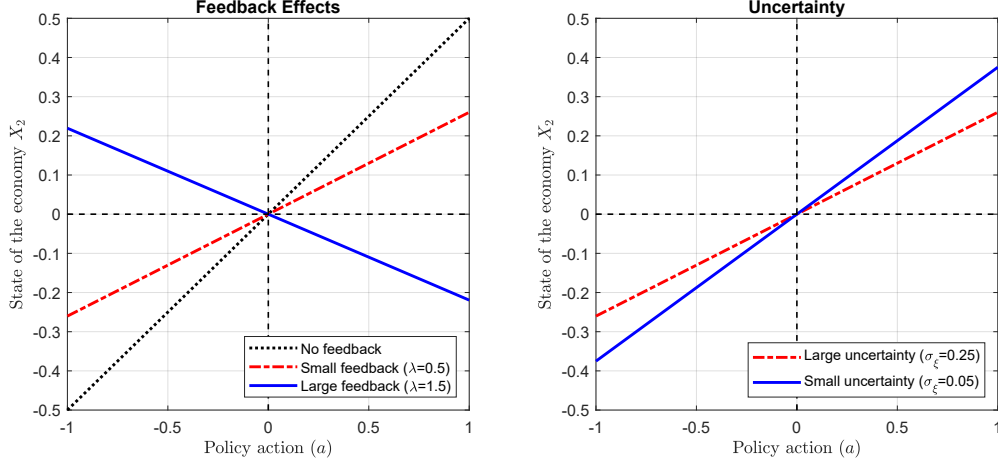 Feedback Effects
0.5
0.4
0.3
0.2
0.1
0
-0.1
-0.2
-0.3
-0.4
-0.5
State of the economy X₂
No feedback
Small feedback (λ=0.5)
Large feedback (λ=1.5)
-1
-0.5
0
0.5
1
Policy action (a)
Uncertainty
0.5
0.4
0.3
0.2
0.1
0
-0.1
-0.2
-0.3
-0.4
-0.5
State of the economy X₂
Large uncertainty (σ_ξ=0.25)
Small uncertainty (σ_ξ=0.05)
-1
-0.5
0
0.5
1
Policy action (a)